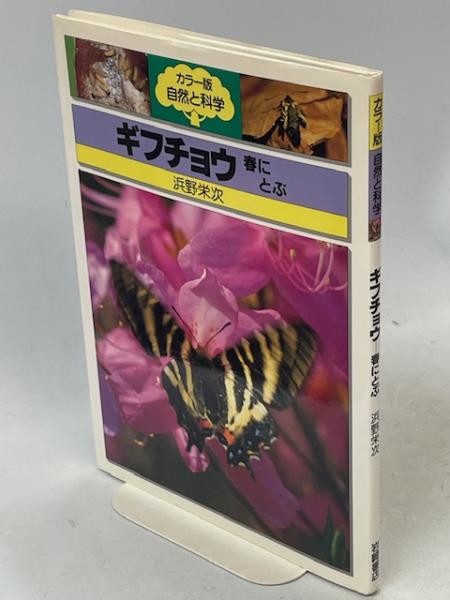 カラー版
自然と科学
ギフチョウ 春に
とぶ
浜野栄次
カラー版 自然と科学
ギフチョウ―春にとぶ
浜野栄次
岩崎書店